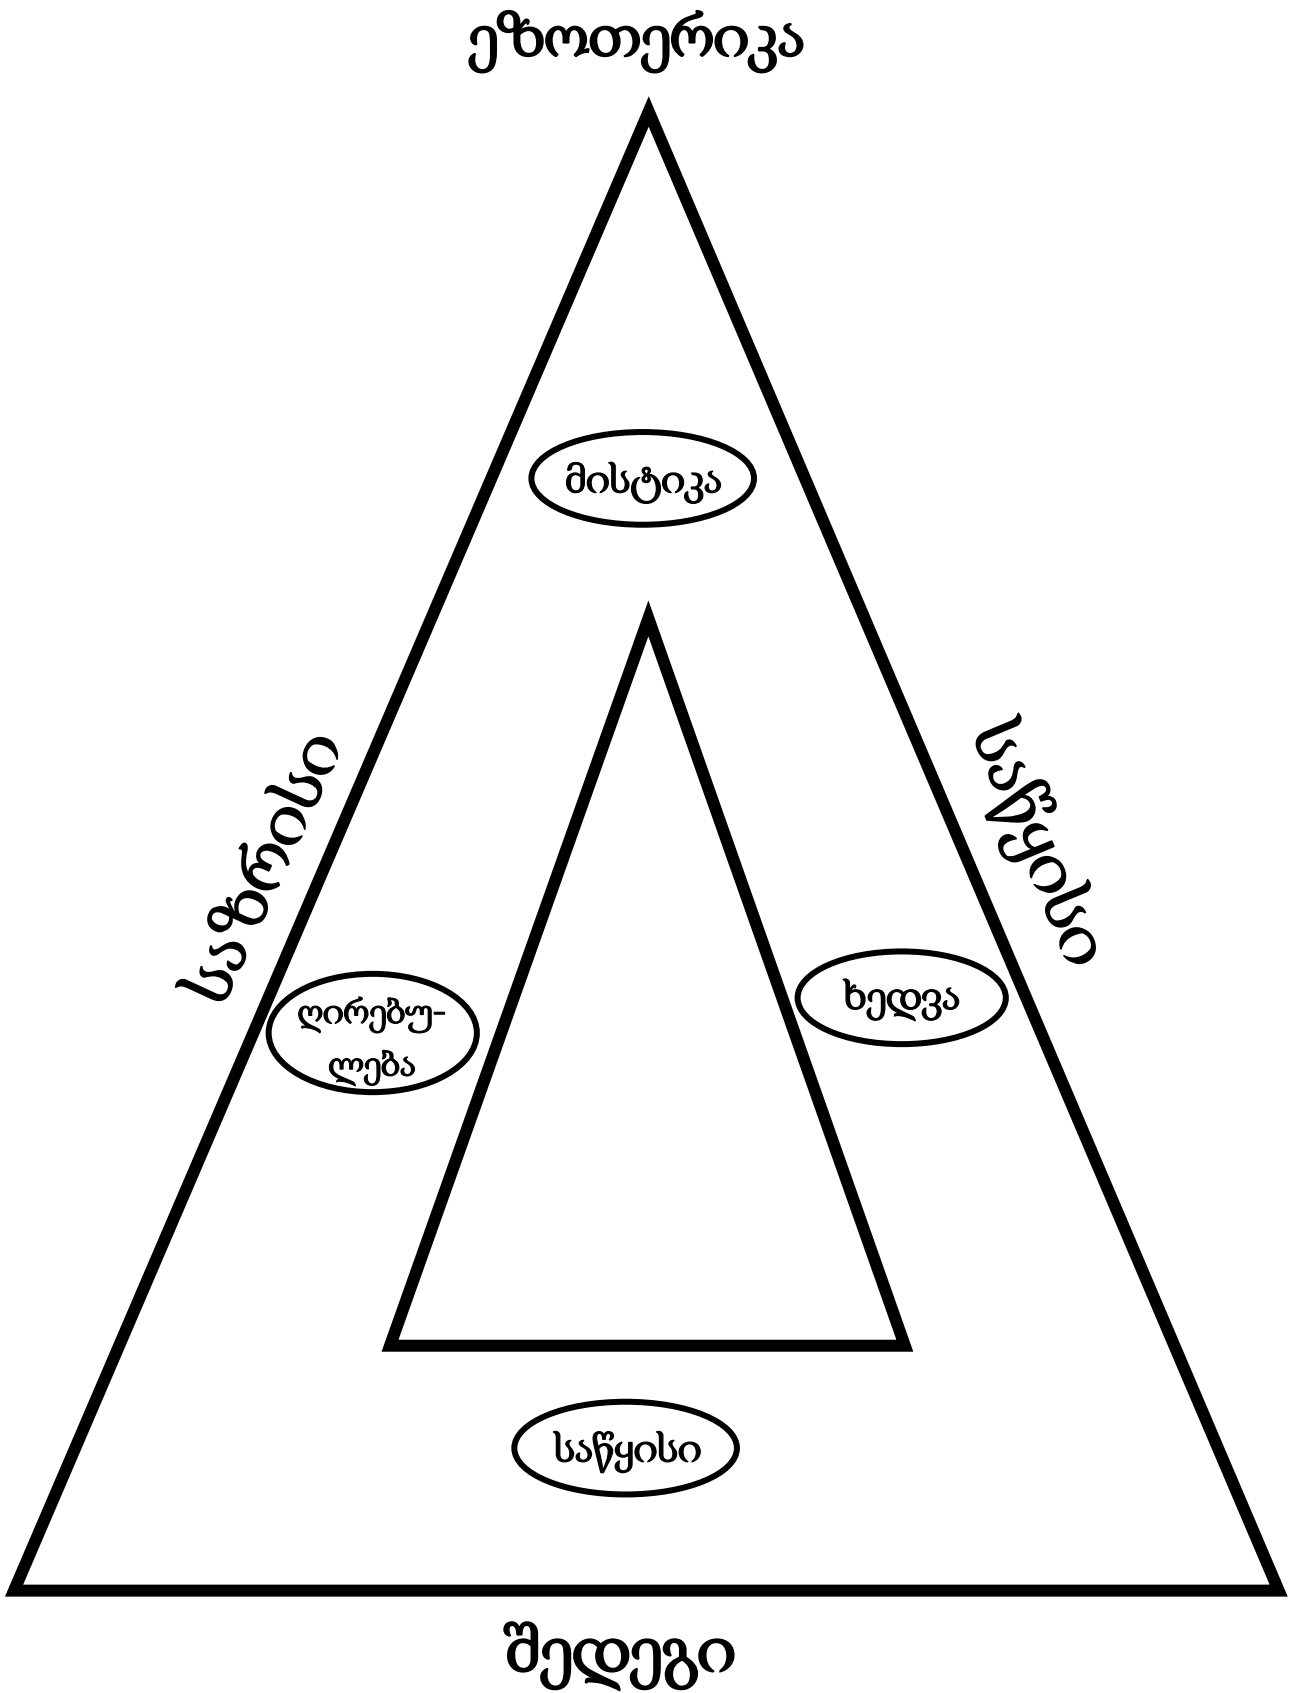 ეზოთერიკა
მისტიკა
საზრისი
საწყისი
ღირებუ-
ლება
ხედვა
საწყისი
შედეგი